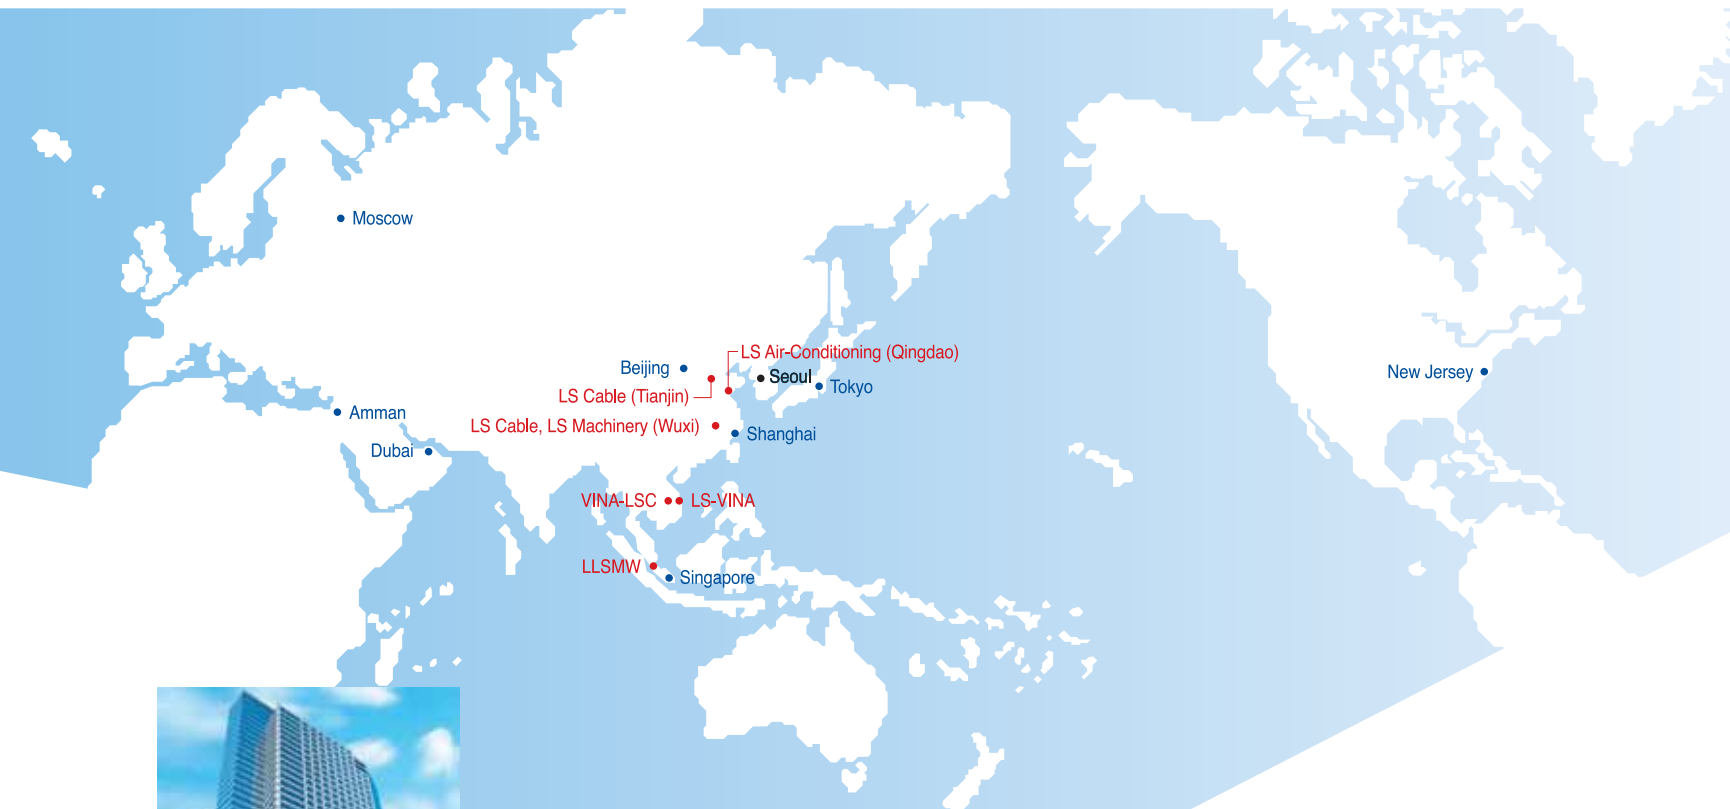 Moscow
LS Air-Conditioning (Qingdao)
Beijing
Seoul
New Jersey
Tokyo
LS Cable (Tianjin)
Amman
LS Cable, LS Machinery (Wuxi)
Shanghai
Dubai
VINA-LSC
LS-VINA
LLSMW
Singapore